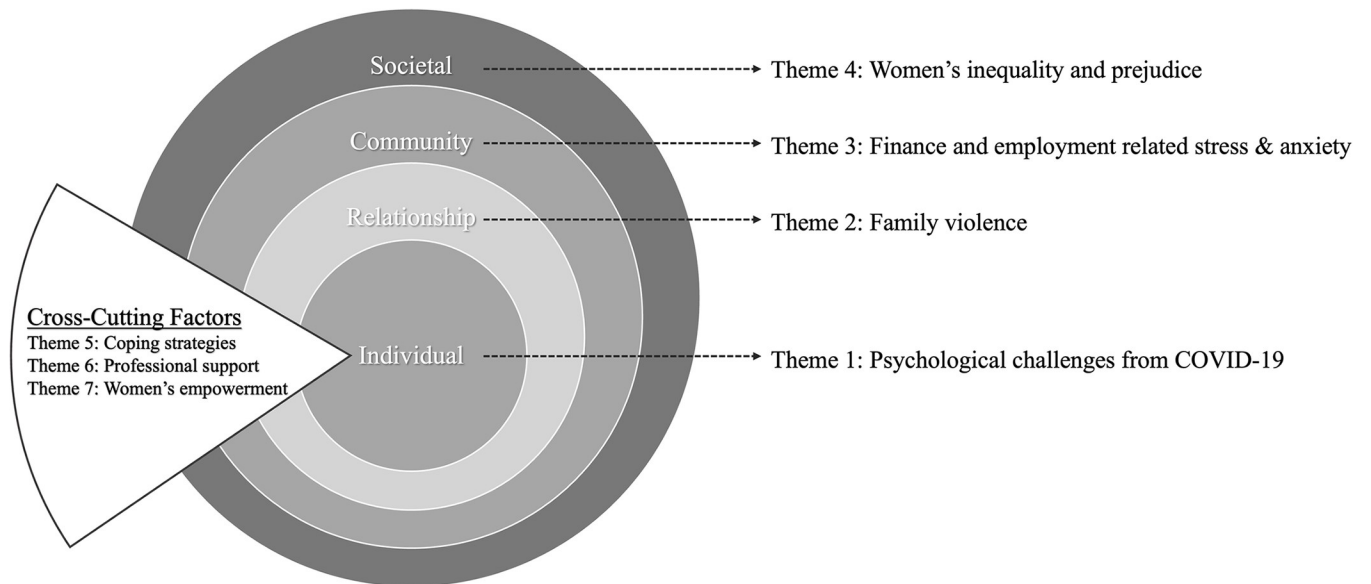 Societal
Theme 4: Women's inequality and prejudice
Community
Theme 3: Finance and employment related stress & anxiety
Relationship
Theme 2: Family violence
Cross-Cutting Factors
Theme 5: Coping strategies
Theme 6: Professional support
Theme 7: Women's empowerment
Individual
Theme 1: Psychological challenges from COVID-19